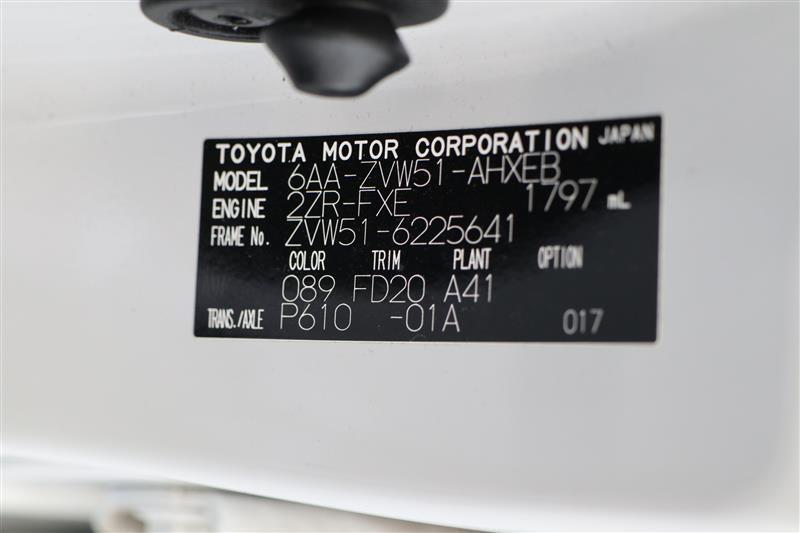 TOYOTA MOTOR CORPORATION JAPAN
MODEL 6AA-ZVW51-AHXEB
ENGINE 2ZR-FXE 1797 mL
FRAME No. ZVW51-6225641
COLOR TRIM PLANT OPTION
089 FD20 A41
TRANS./AXLE P610 -01A 017